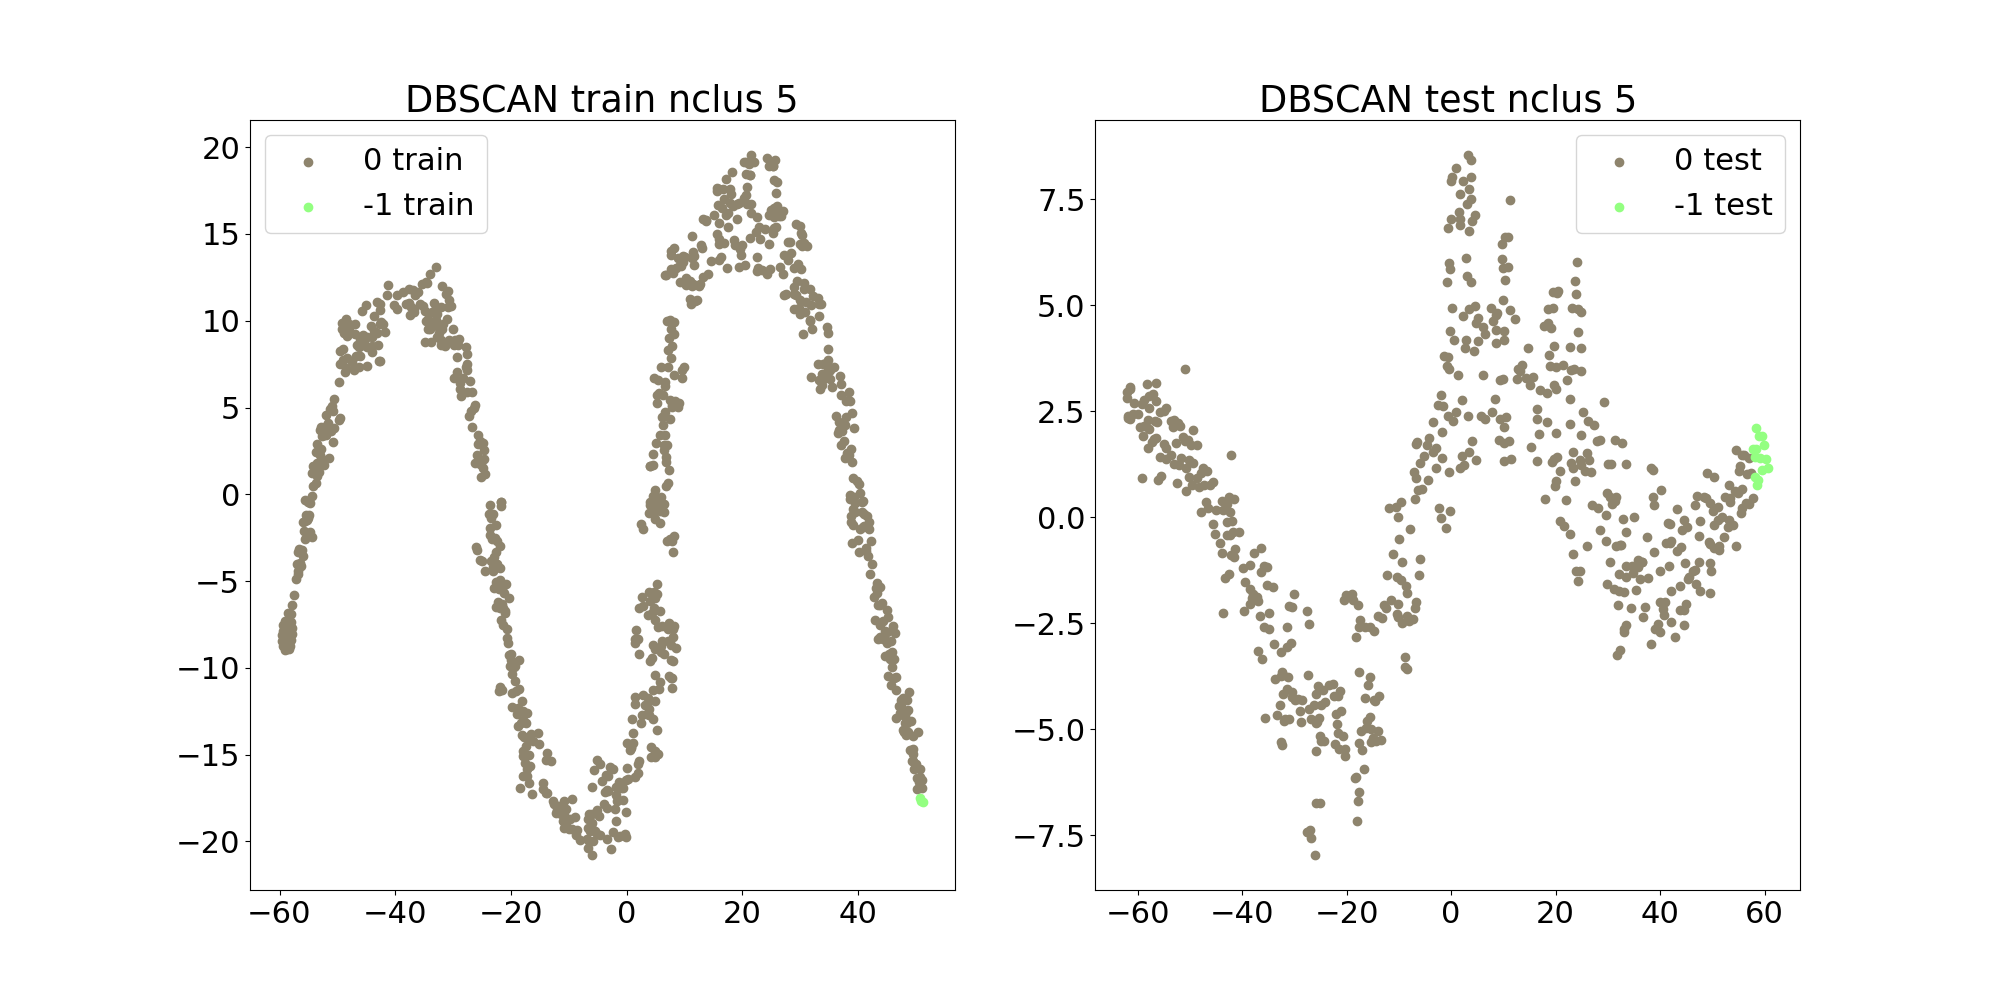 DBSCAN train nclus 5
20
15
10
5
0
−5
−10
−15
−20
−60 −40 −20 0 20 40
0 train
-1 train
DBSCAN test nclus 5
7.5
5.0
2.5
0.0
−2.5
−5.0
−7.5
−60 −40 −20 0 20 40 60
0 test
-1 test